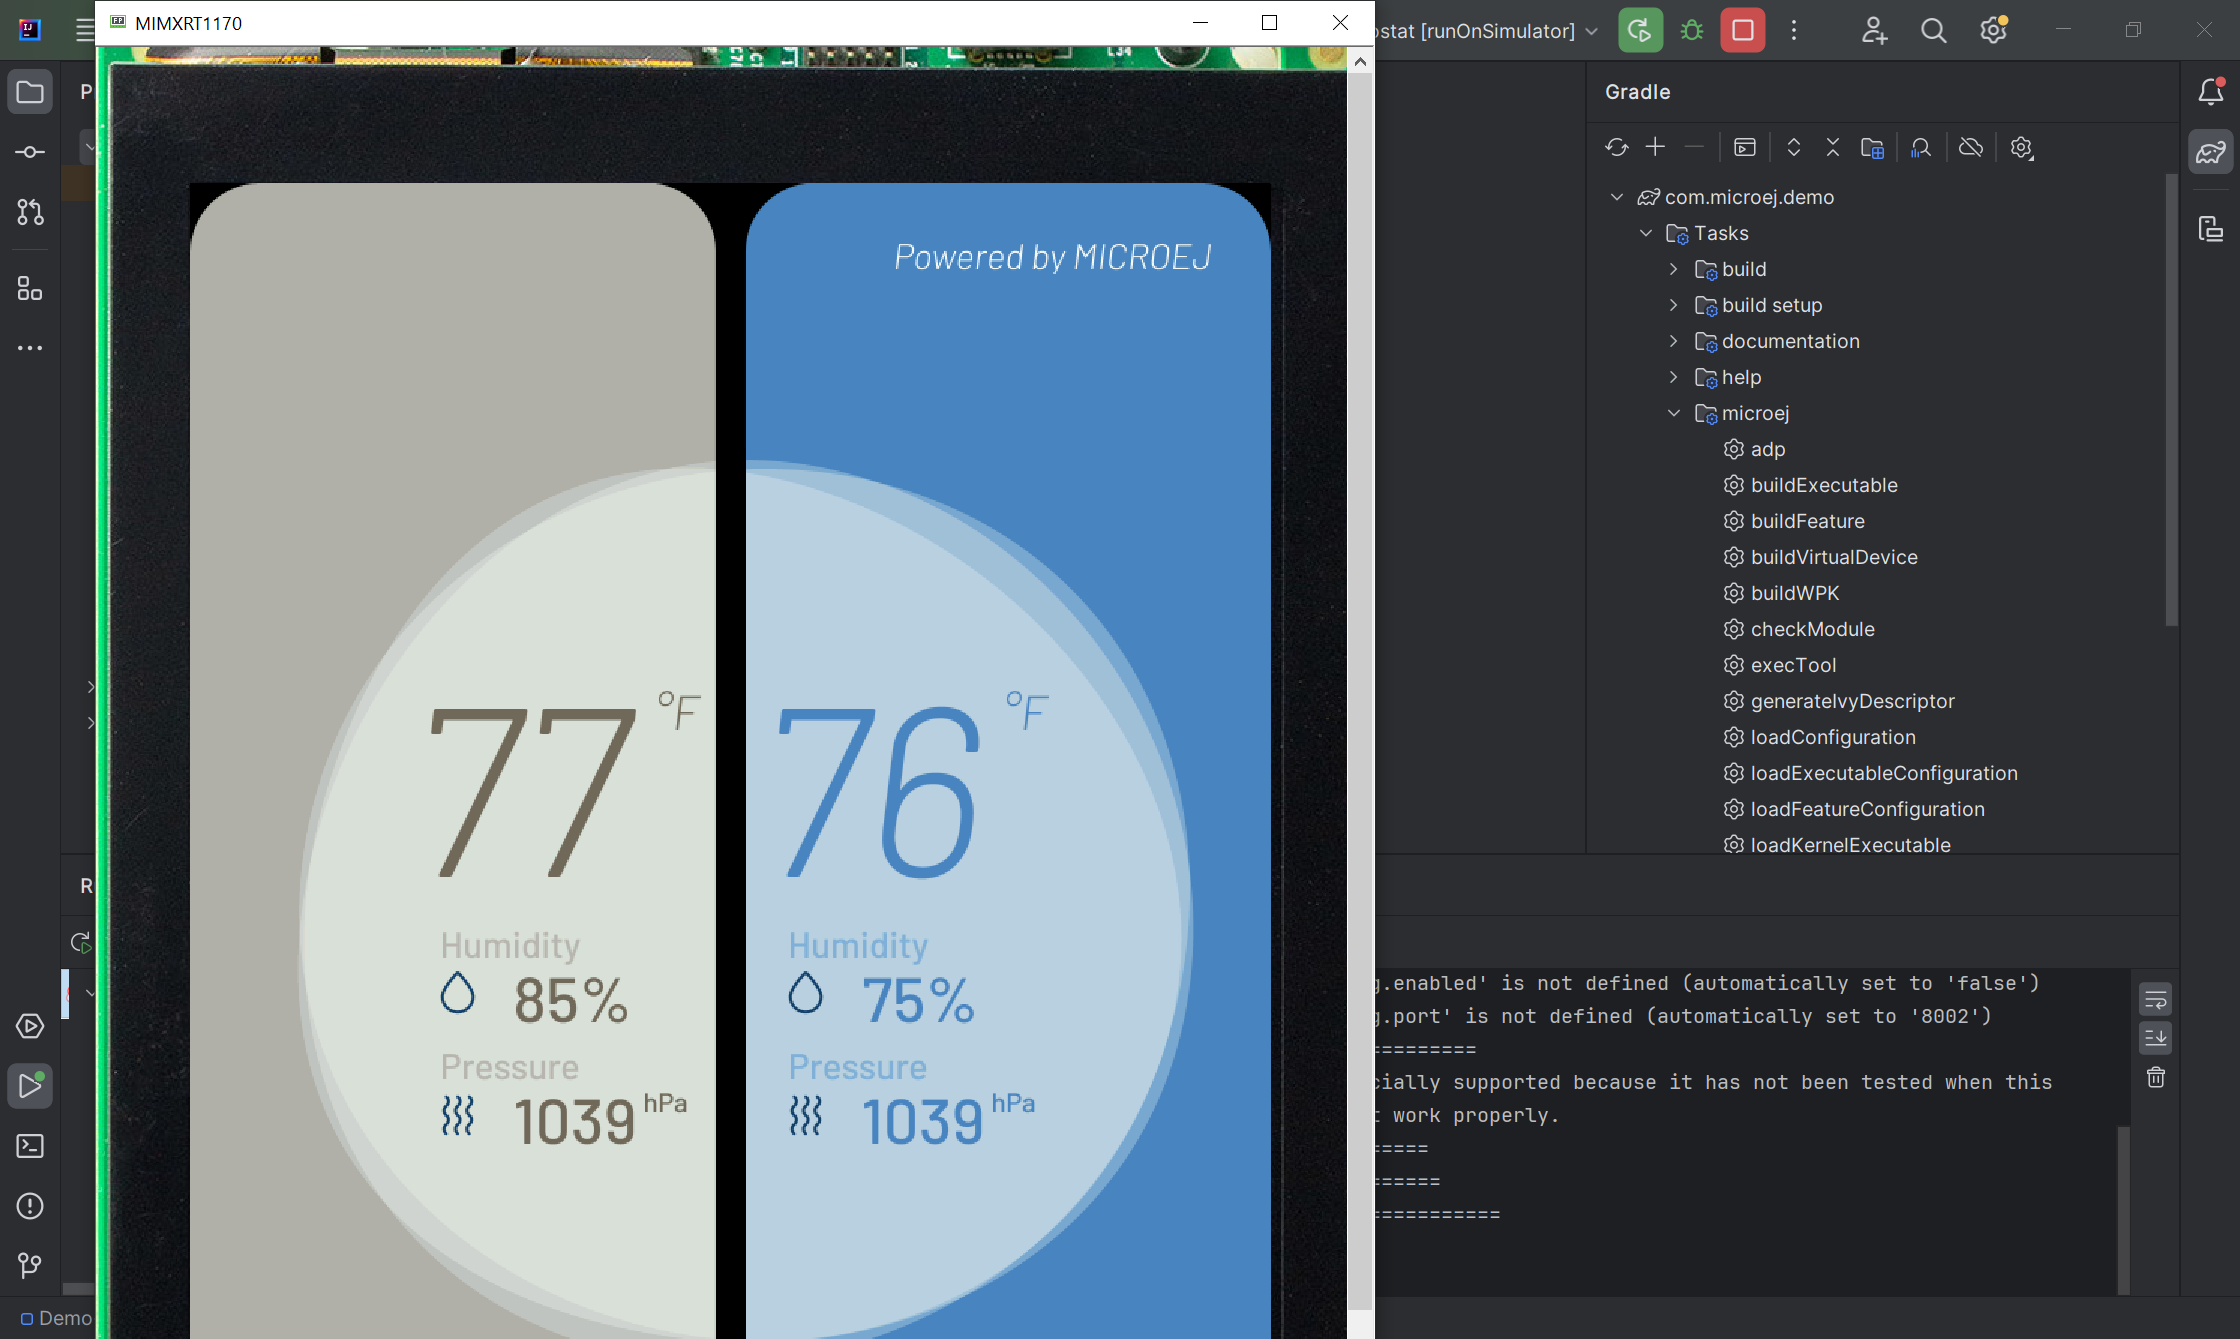 MIMXRT1170
ostat [runOnSimulator]
Powered by MICROEJ
77 °F
Humidity
85%
Pressure
1039 hPa
76 °F
Humidity
75%
Pressure
1039 hPa
Gradle
com.microej.demo
Tasks
build
build setup
documentation
help
microej
adp
buildExecutable
buildFeature
buildVirtualDevice
buildWPK
checkModule
execTool
generateIvyDescriptor
loadConfiguration
loadExecutableConfiguration
loadFeatureConfiguration
loadKernelExecutable
P
R
g.enabled' is not defined (automatically set to 'false')
g.port' is not defined (automatically set to '8002')
=========
cially supported because it has not been tested when this
t work properly.
=====
======
===========
Demo